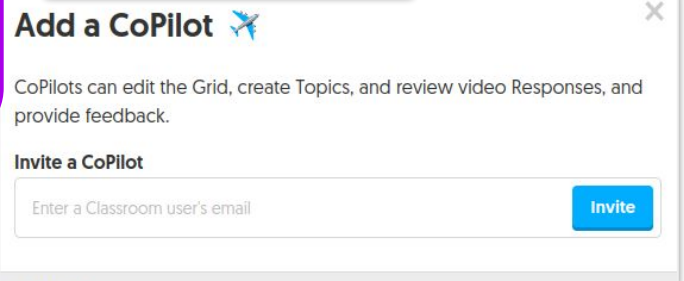 Add a CoPilot
CoPilots can edit the Grid, create Topics, and review video Responses, and
provide feedback.
Invite a CoPilot
Enter a Classroom user's email
Invite